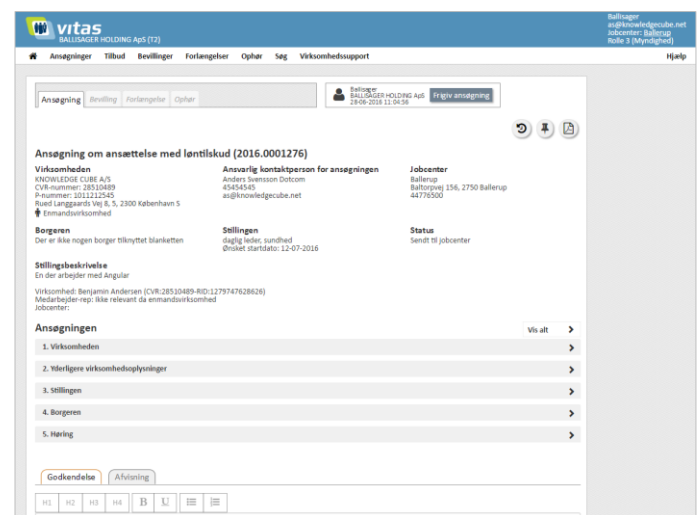 Ballisager
as@knowledgecube.net
Jobcenter: Ballerup
Rolle 3 (Myndighed)
vitas
BALLISAGER HOLDING ApS (T2)
Ansøgninger Tilbud Bevillinger Forlængelser Ophør Søg Virksomhedssupport Hjælp
Ansøgning Bevilling Forlængelse Ophør
Ballisager
BALLISAGER HOLDING ApS
28-06-2016 11:04:56
Frigiv ansøgning
Ansøgning om ansættelse med løntilskud (2016.0001276)
Virksomheden
KNOWLEDGE CUBE A/S
CVR-nummer: 28510489
P-nummer: 1011212545
Rued Langgaards Vej 8, 5, 2300 København S
Enmandsvirksomhed
Ansvarlig kontaktperson for ansøgningen
Anders Svensson Dotcom
45454545
as@knowledgecube.net
Jobcenter
Ballerup
Baltorpvej 156, 2750 Ballerup
44776500
Borgeren
Der er ikke nogen borger tilknyttet blanketten
Stillingen
daglig leder, sundhed
Ønsket startdato: 12-07-2016
Status
Sendt til jobcenter
Stillingsbeskrivelse
En der arbejder med Angular
Virksomhed: Benjamin Andersen (CVR:28510489-RID:1279747628626)
Medarbejder-rep: Ikke relevant da enmandsvirksomhed
Jobcenter:
Ansøgningen
Vis alt
1. Virksomheden
2. Yderligere virksomhedsoplysninger
3. Stillingen
4. Borgeren
5. Høring
Godkendelse Afvisning
H1 H2 H3 H4 B U